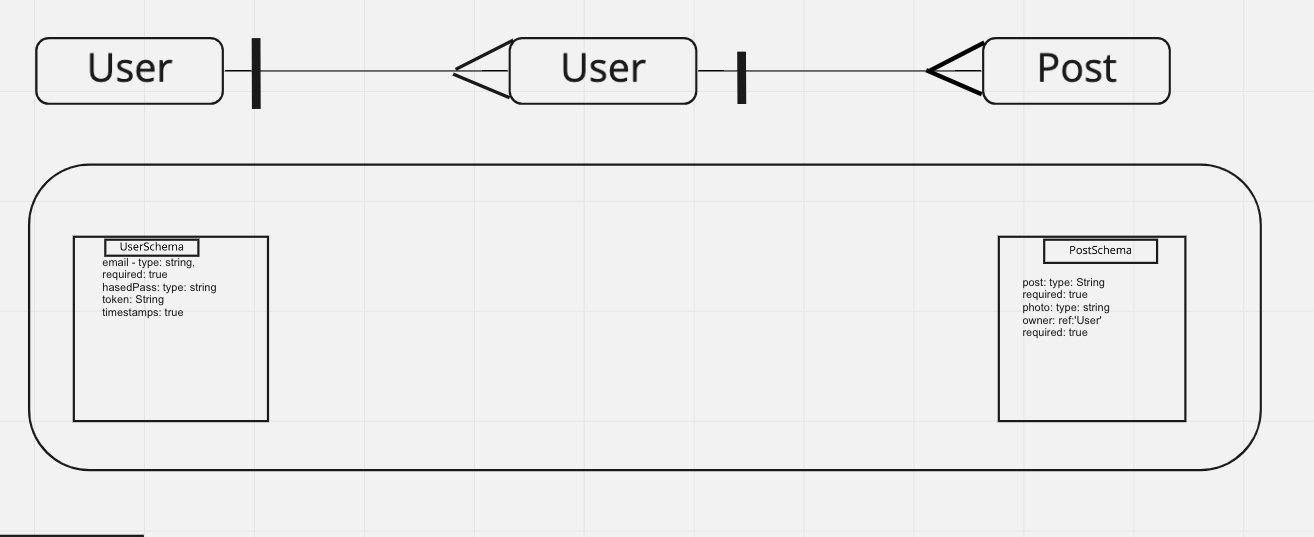 User
User
Post
UserSchema
email - type: string,
required: true
hasedPass: type: string
token: String
timestamps: true
PostSchema
post: type: String
required: true
photo: type: string
owner: ref:'User'
required: true